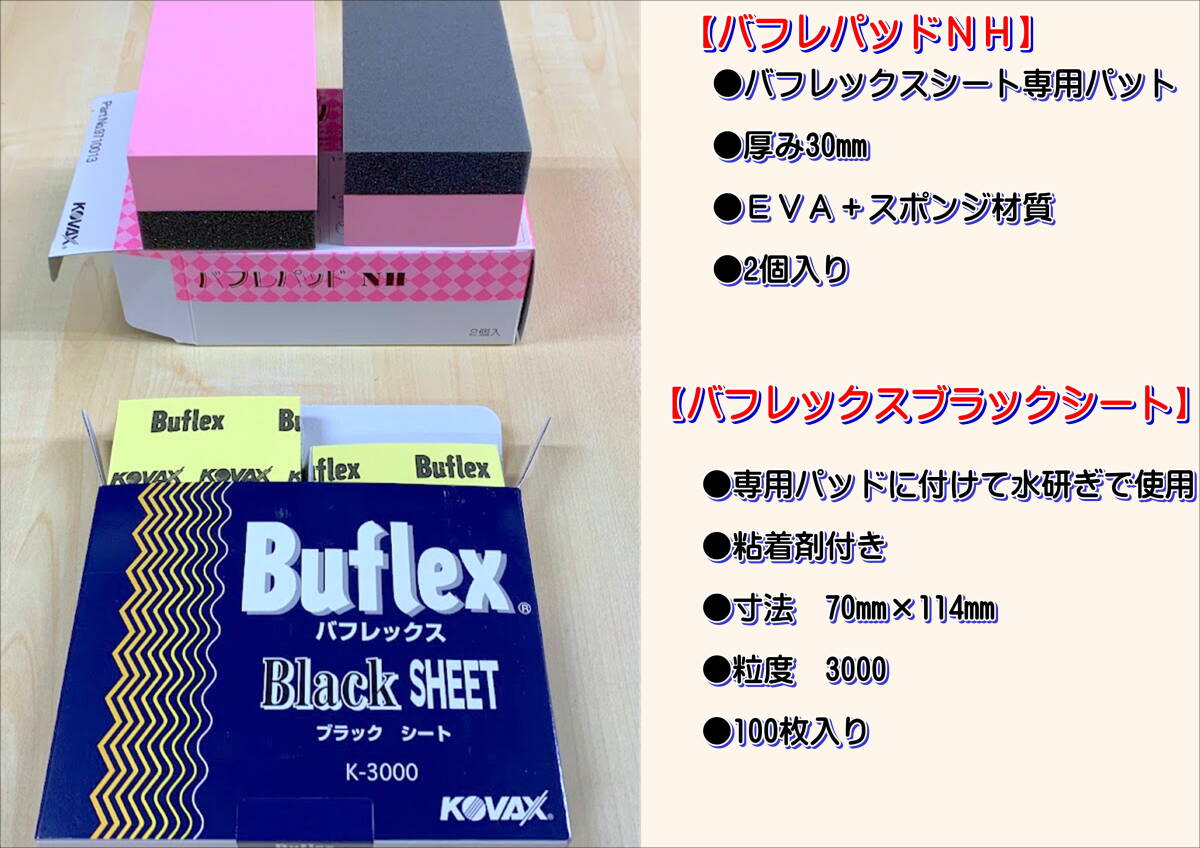 【バフレパッドＮＨ】
●バフレックスシート専用パット
●厚み30mm
●ＥＶＡ＋スポンジ材質
●2個入り
Part.No.9710013
KOVAX
バフレパッド NH
2個入
【バフレックスブラックシート】
●専用パッドに付けて水研ぎで使用
●粘着剤付き
●寸法　70mm×114mm
●粒度　3000
●100枚入り
Buflex Bu
KOVAX KOVAX K
flex Buflex
Buflex®
バフレックス
Black SHEET
ブラック シート
K-3000
KOVAX®